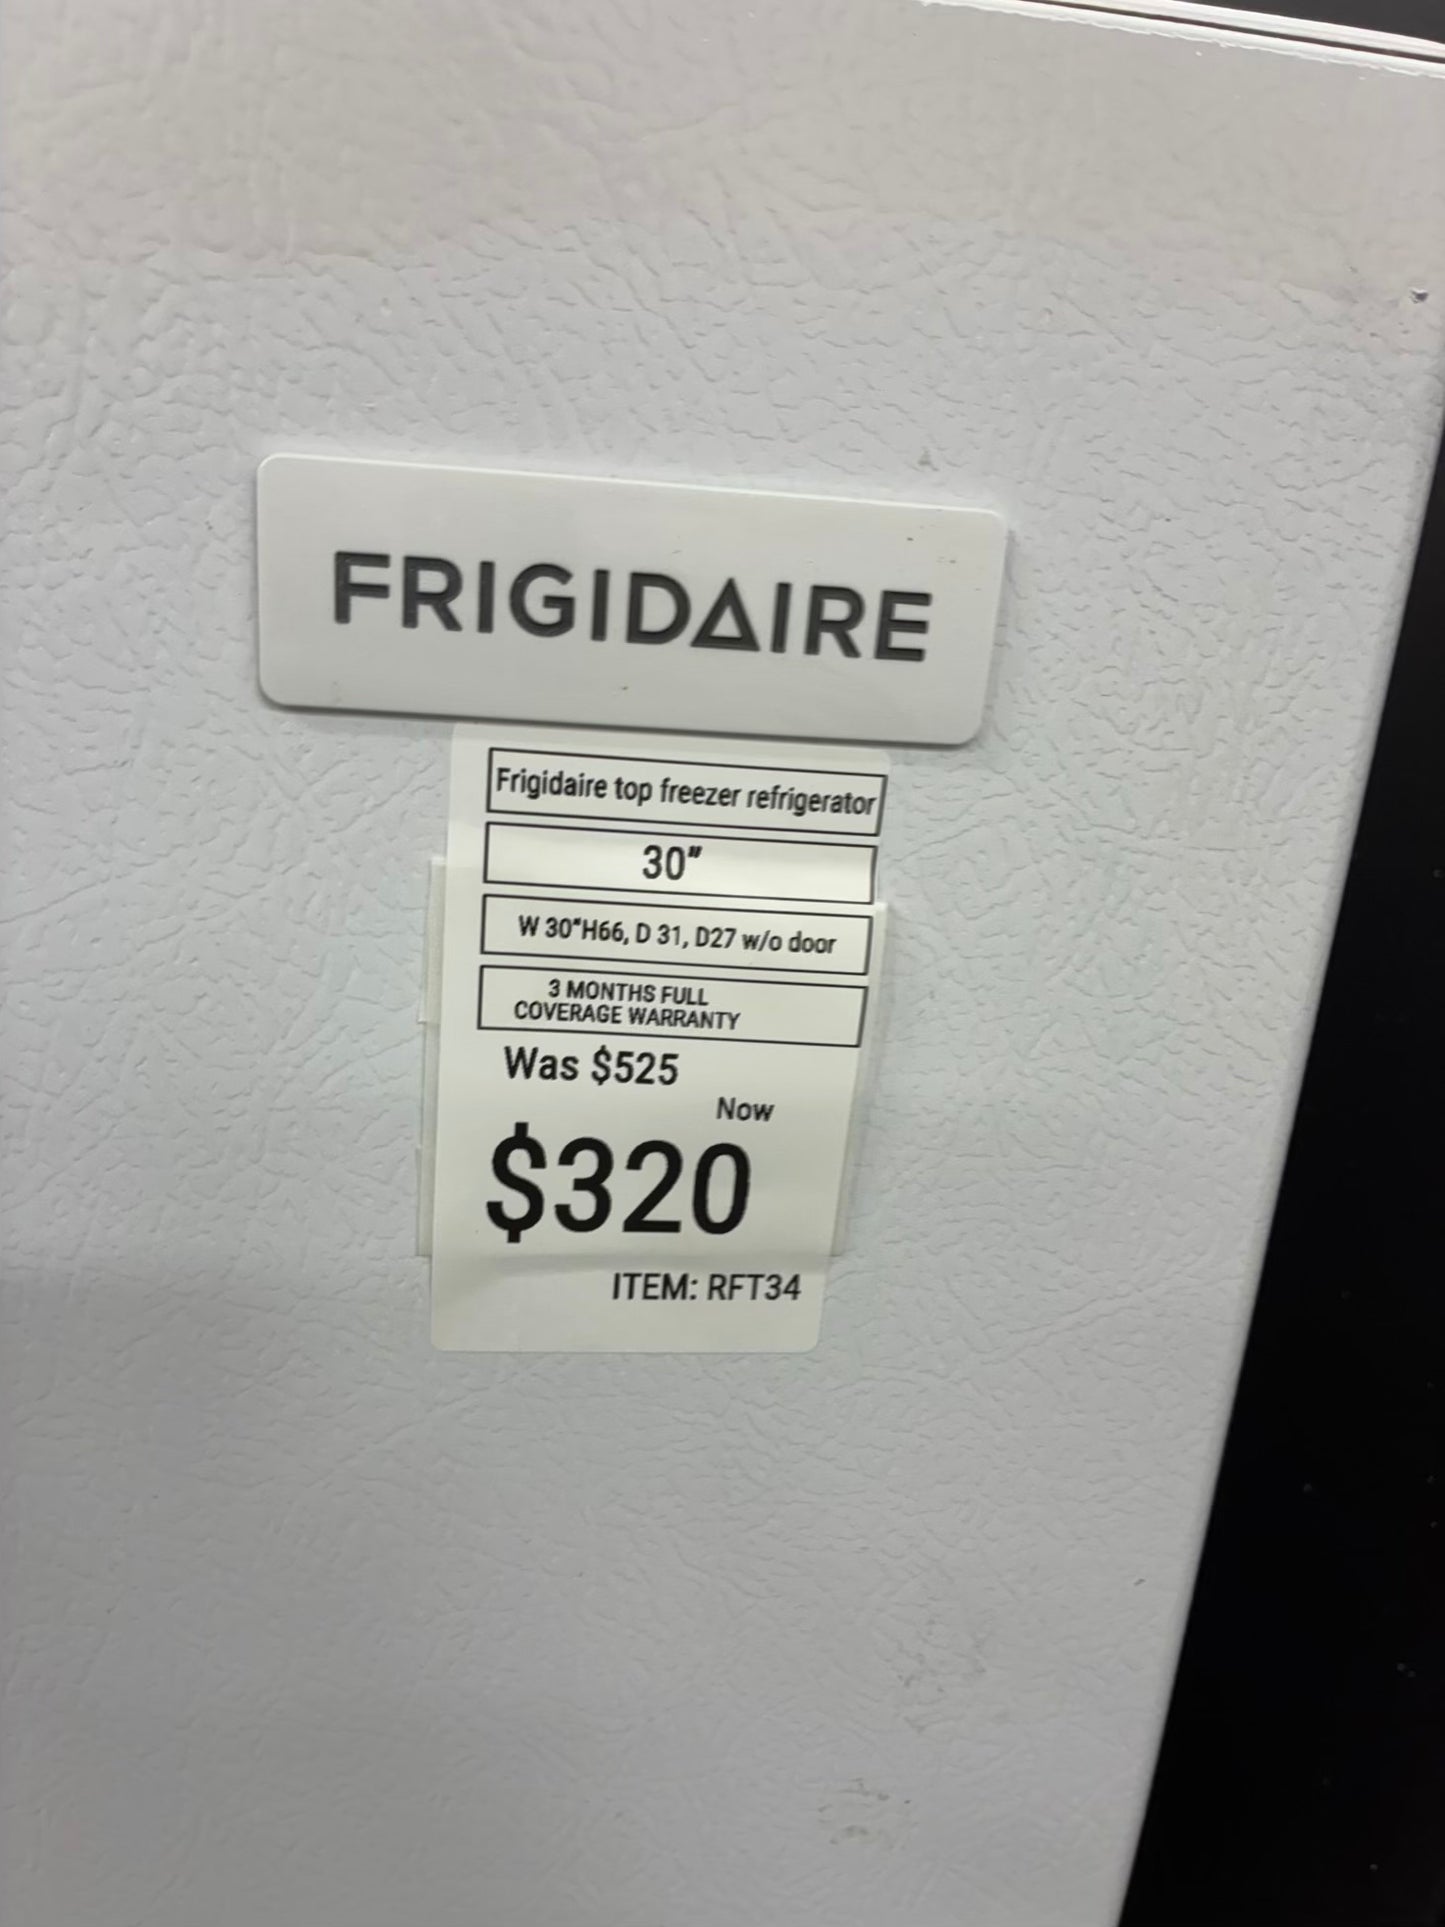 FRIGIDAIRE
Frigidaire top freezer refrigerator
30"
W 30"H66, D 31, D27 w/o door
3 MONTHS FULL
COVERAGE WARRANTY
Was $525
Now
$320
ITEM: RFT34